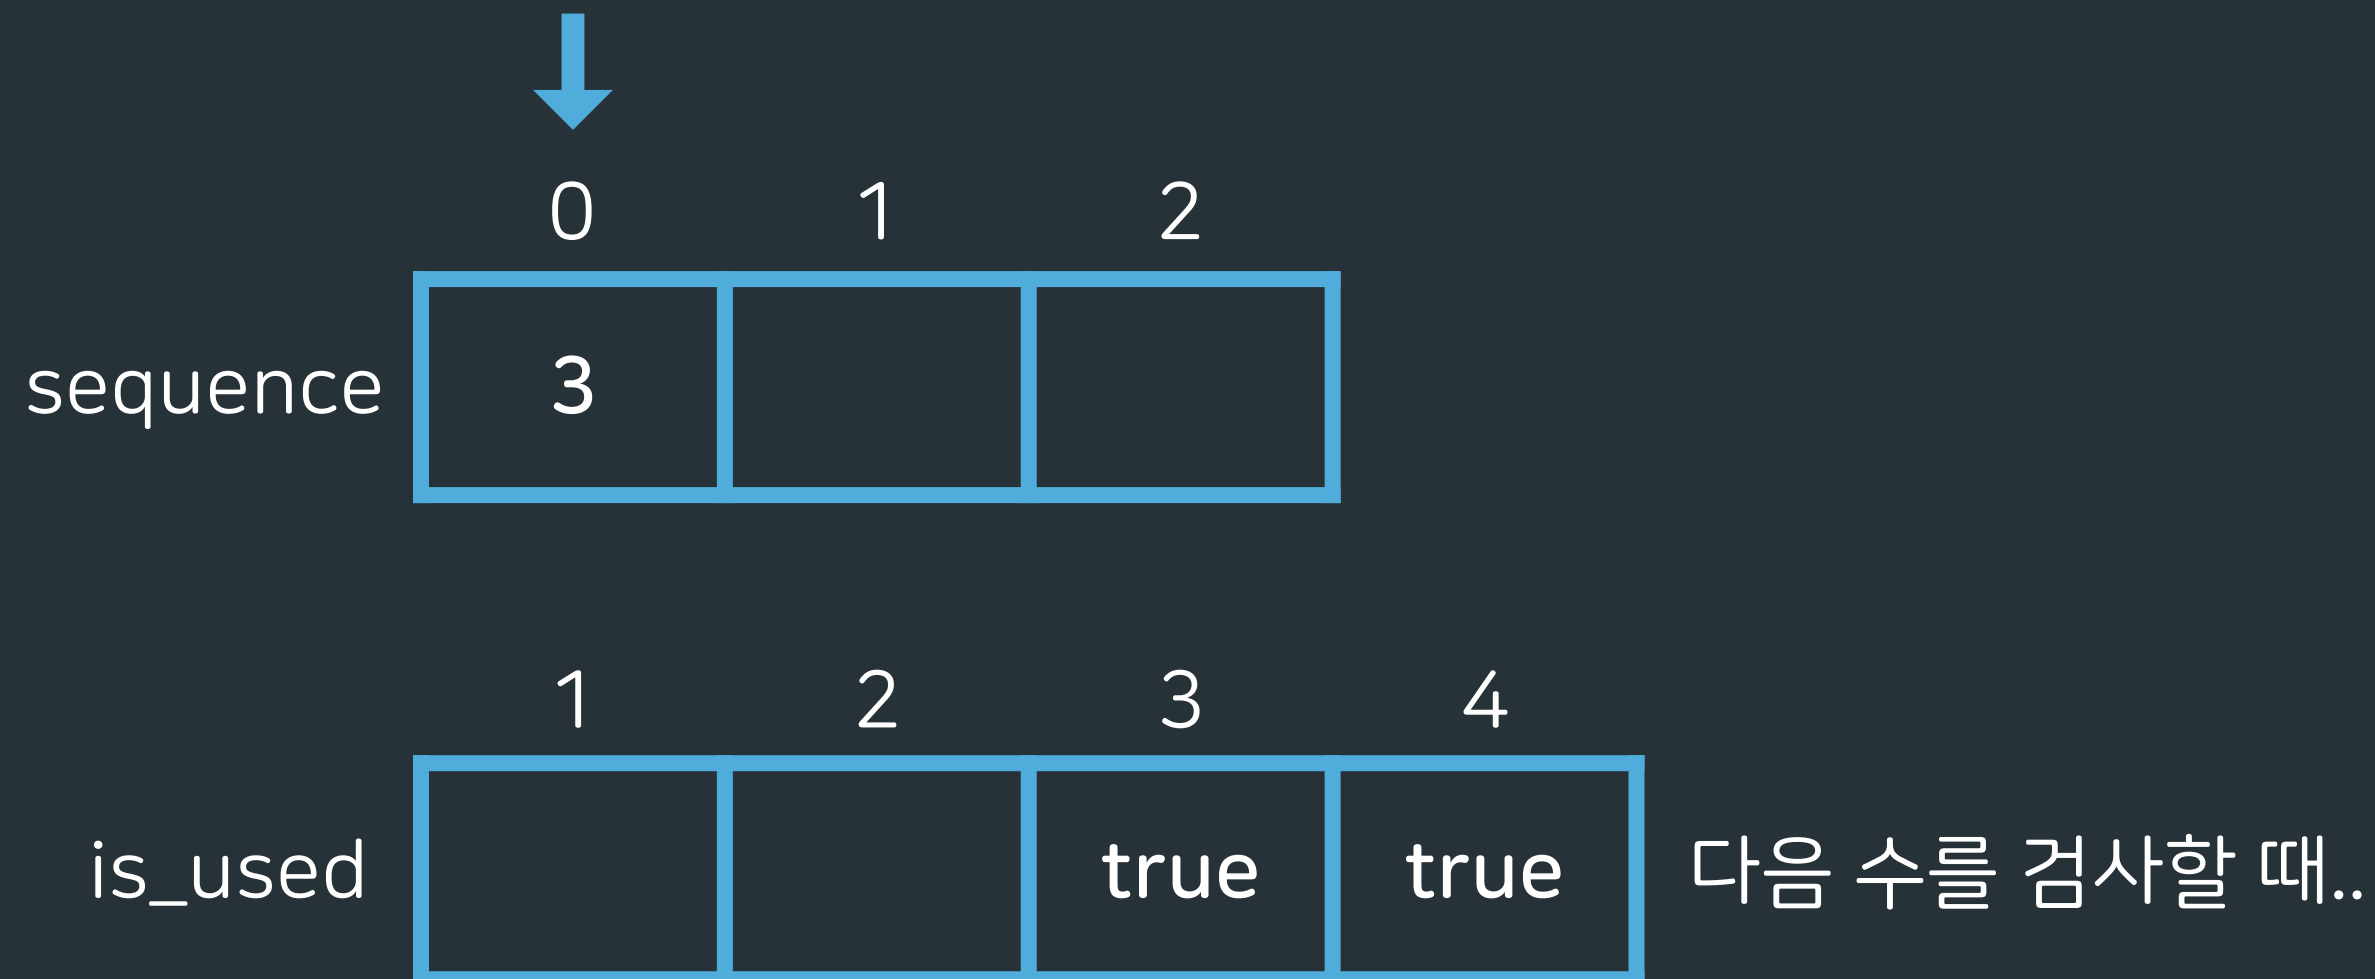 0 1 2
sequence 3
1 2 3 4
is_used true true 다음 수를 검사할 때..